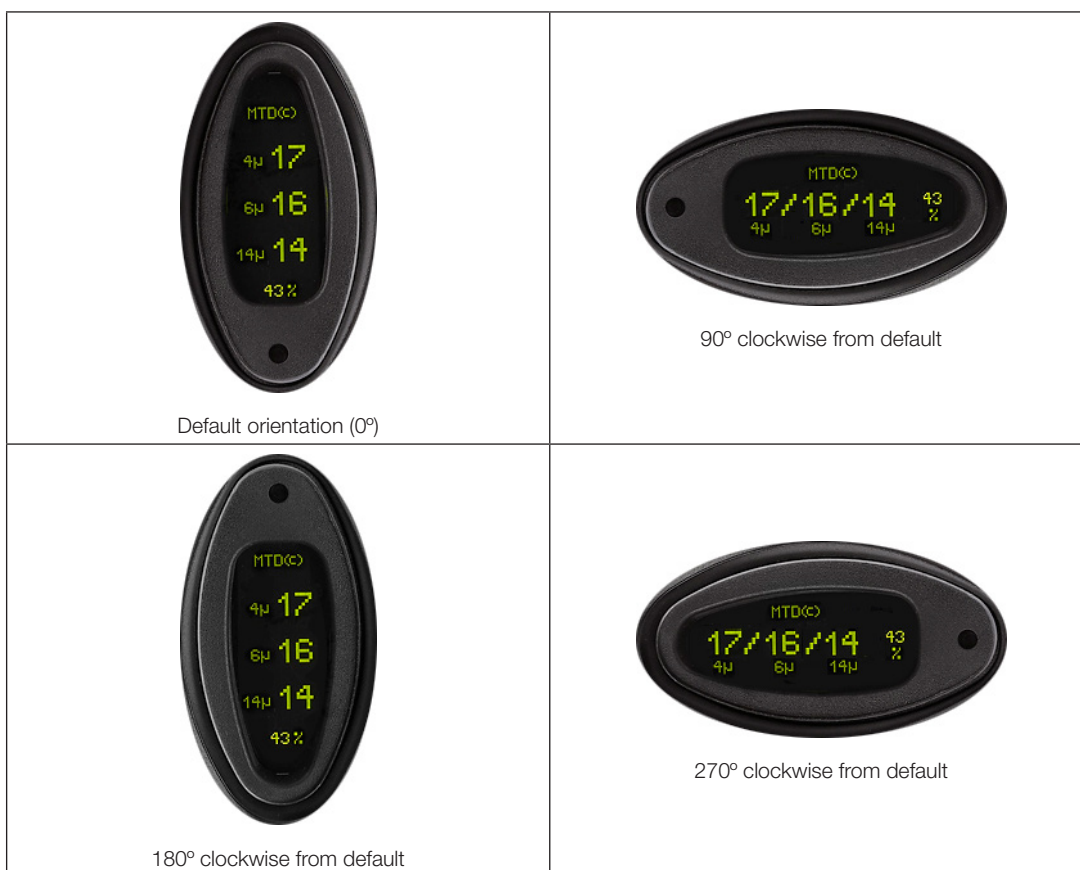 MTD(c)
4µ 17
6µ 16
14µ 14
43%
Default orientation (0º)
MTD(c)
17/16/14 43
4µ 6µ 14µ %
90º clockwise from default
MTD(c)
4µ 17
6µ 16
14µ 14
43%
180º clockwise from default
MTD(c)
17/16/14 43
4µ 6µ 14µ %
270º clockwise from default